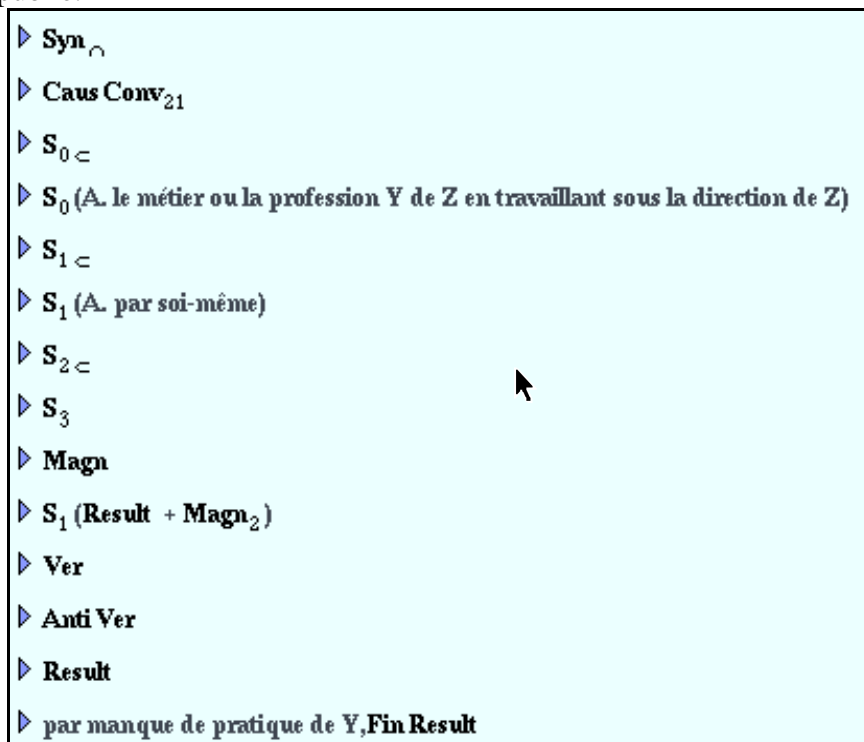 Syn∩
Caus Conv21
S0⊂
S0 (A. le métier ou la profession Y de Z en travaillant sous la direction de Z)
S1⊂
S1 (A. par soi-même)
S2⊂
S3
Magn
S1 (Result + Magn2)
Ver
Anti Ver
Result
par manque de pratique de Y,Fin Result